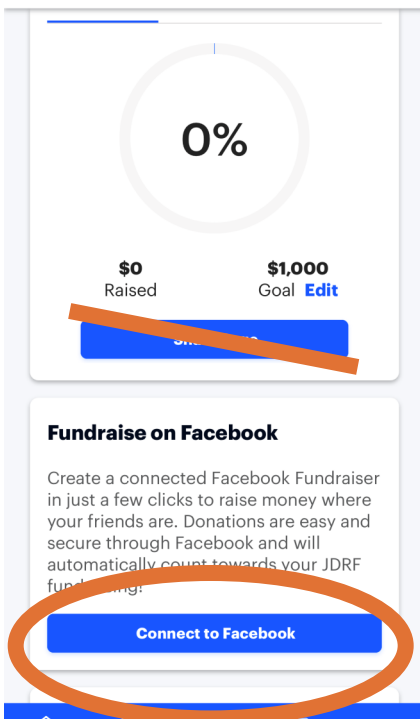 0%
$0 $1,000
Raised Goal Edit
Fundraise on Facebook
Create a connected Facebook Fundraiser
in just a few clicks to raise money where
your friends are. Donations are easy and
secure through Facebook and will
automatically count towards your JDRF
Connect to Facebook